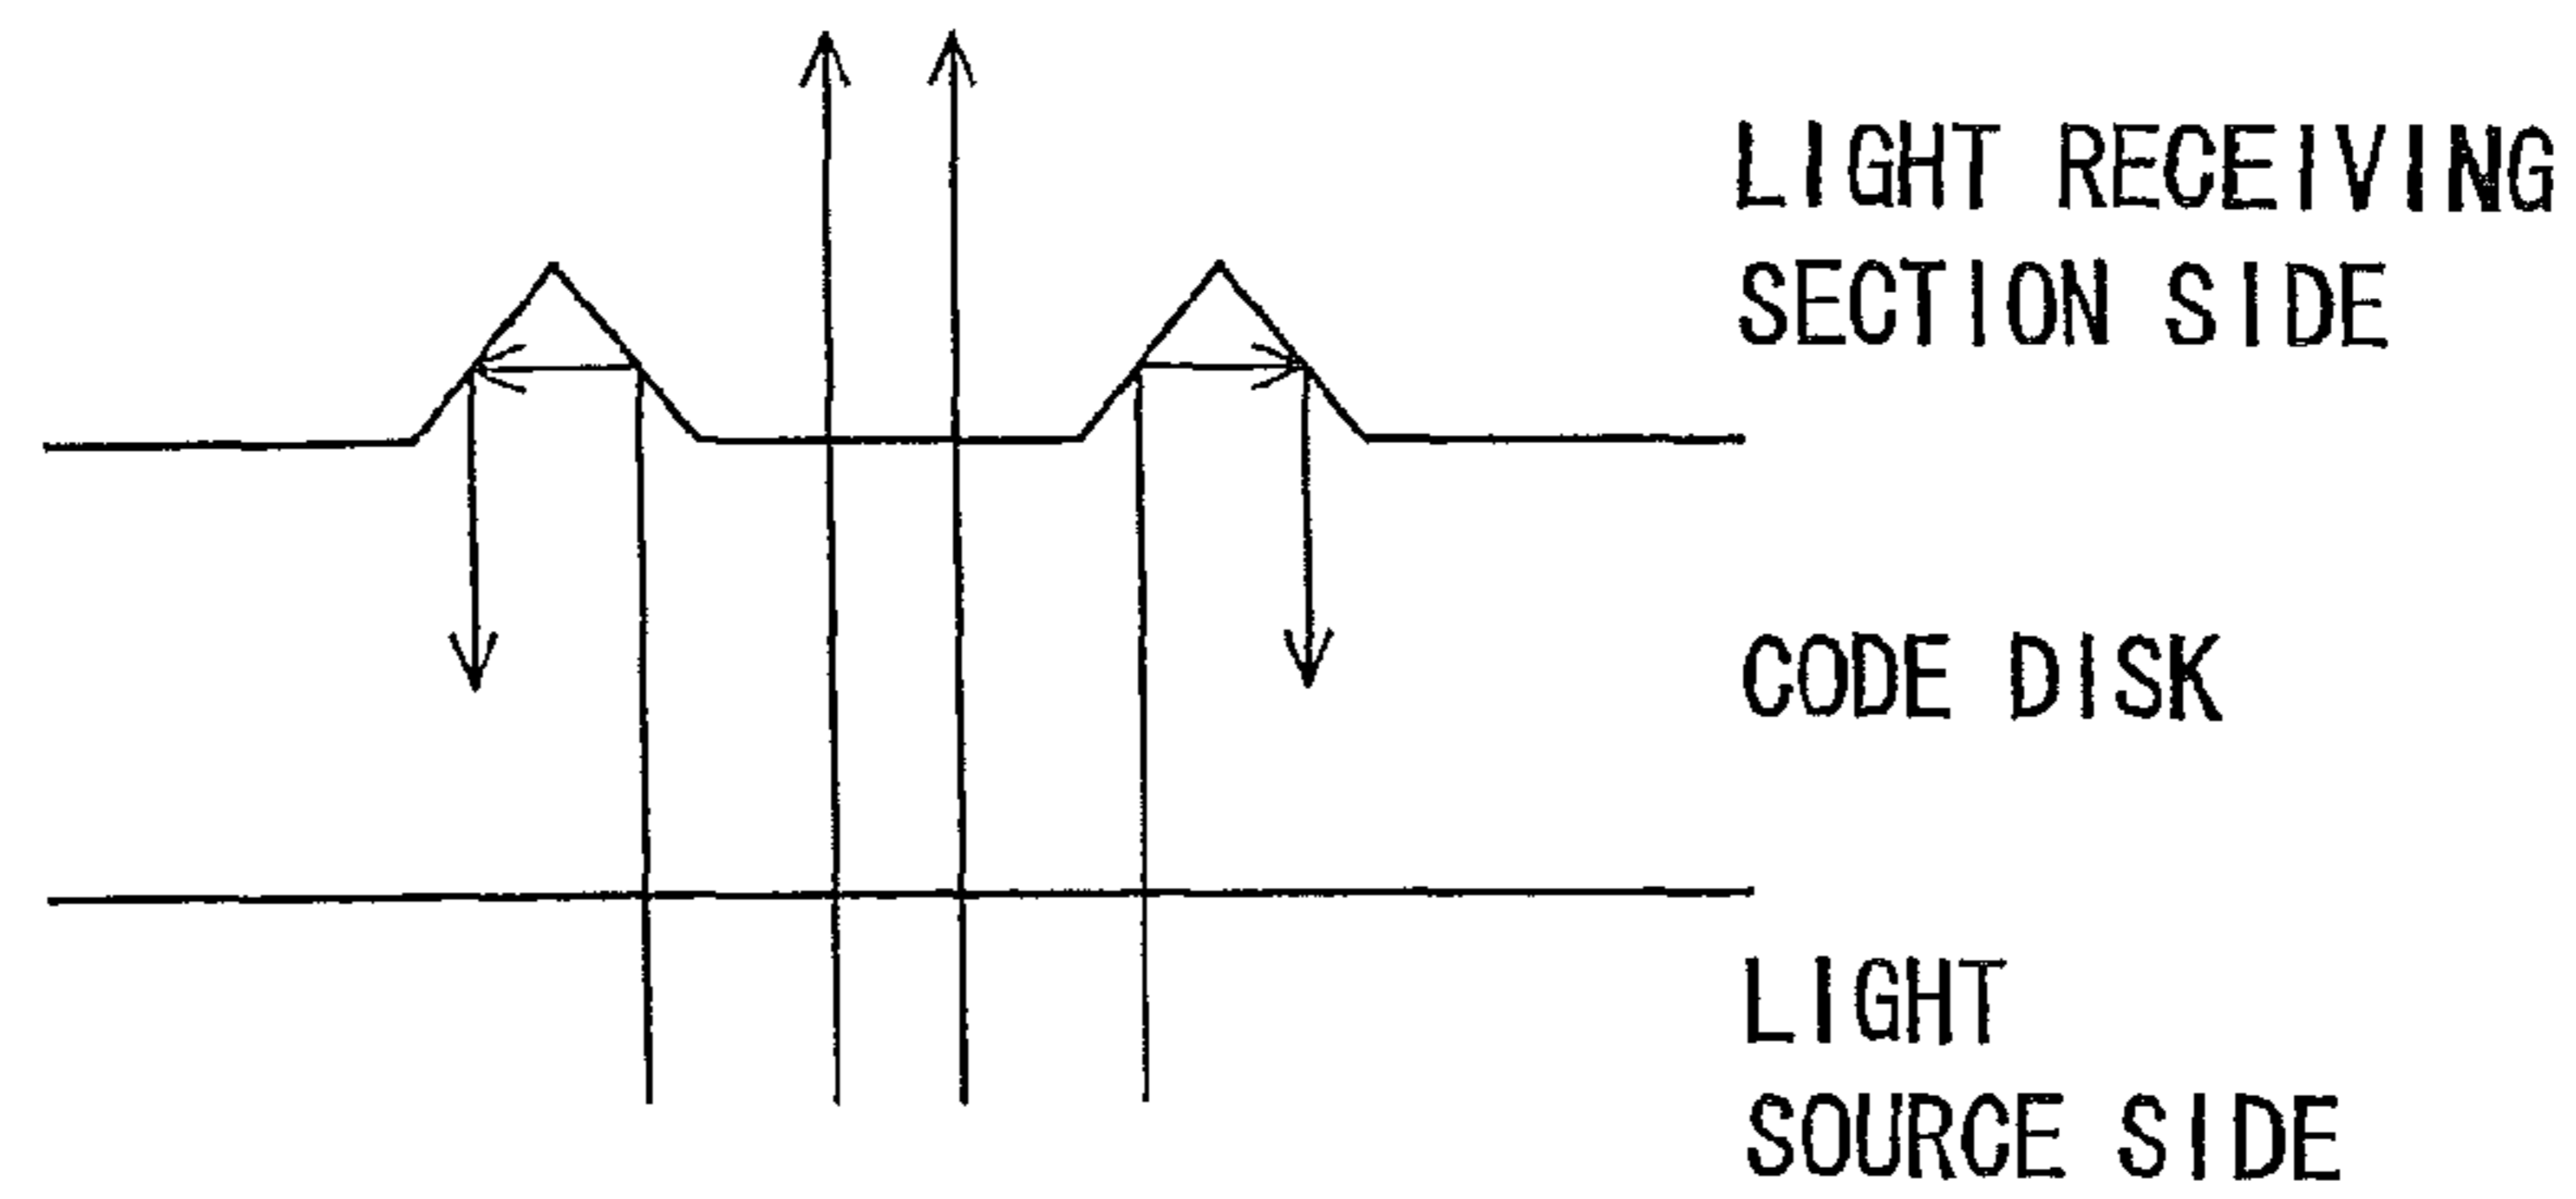 LIGHT RECEIVING
SECTION SIDE
CODE DISK
LIGHT
SOURCE SIDE